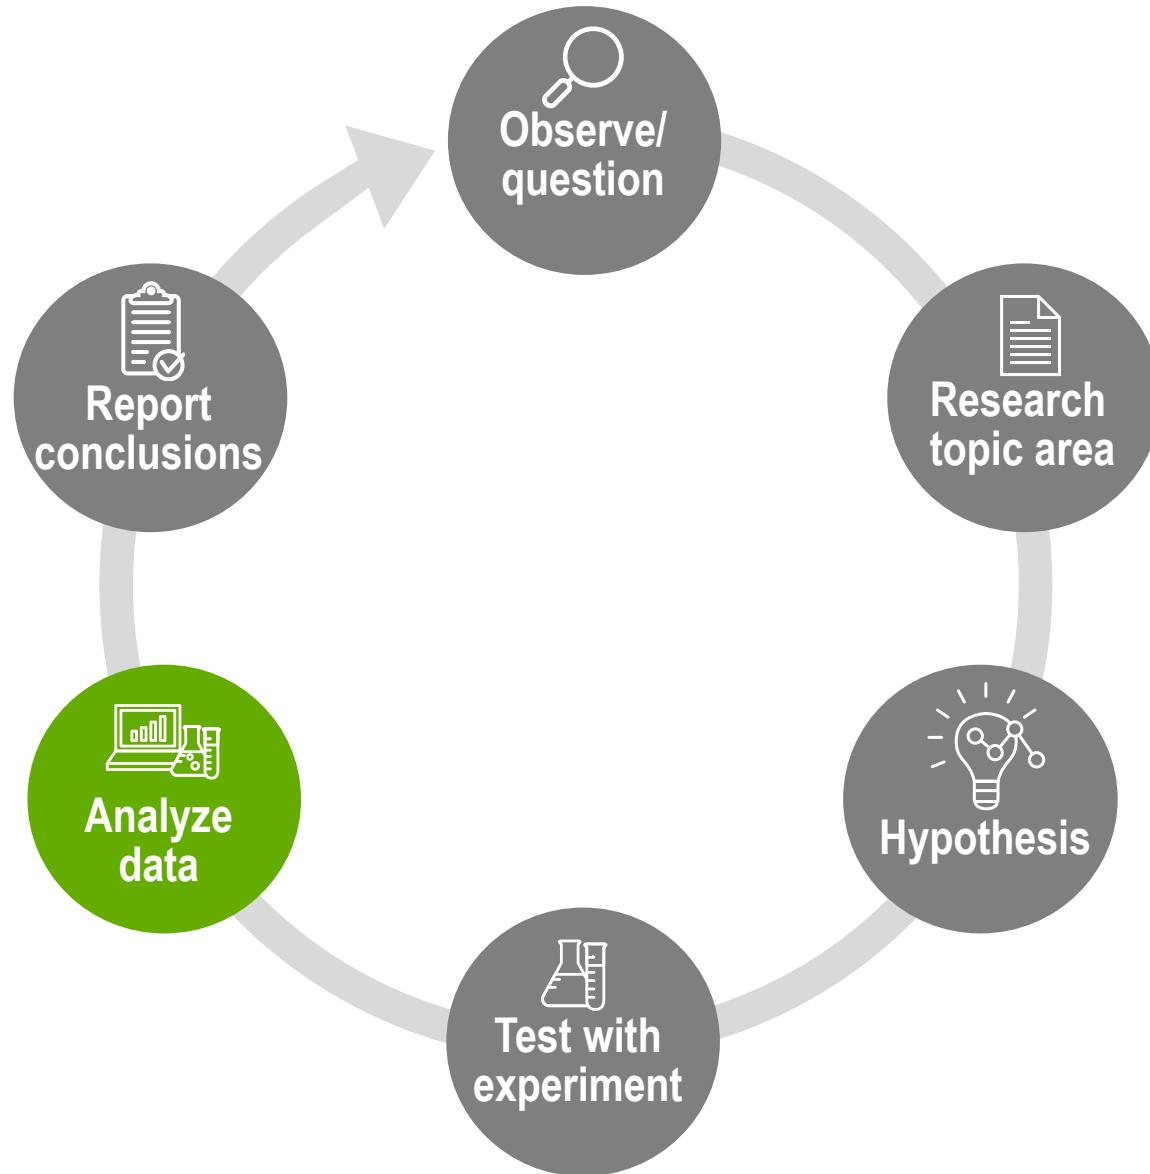 Observe/
question
Research
topic area
Hypothesis
Test with
experiment
Analyze
data
Report
conclusions